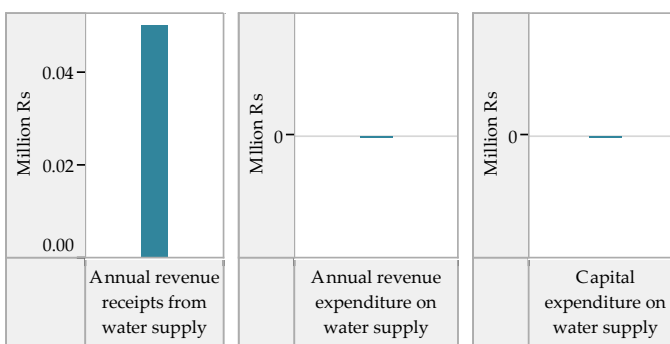 Million Rs
0.04
0.02
0.00
Annual revenue
receipts from
water supply
Mllion Rs
0
Annual revenue
expenditure on
water supply
Million Rs
0
Capital
expenditure on
water supply